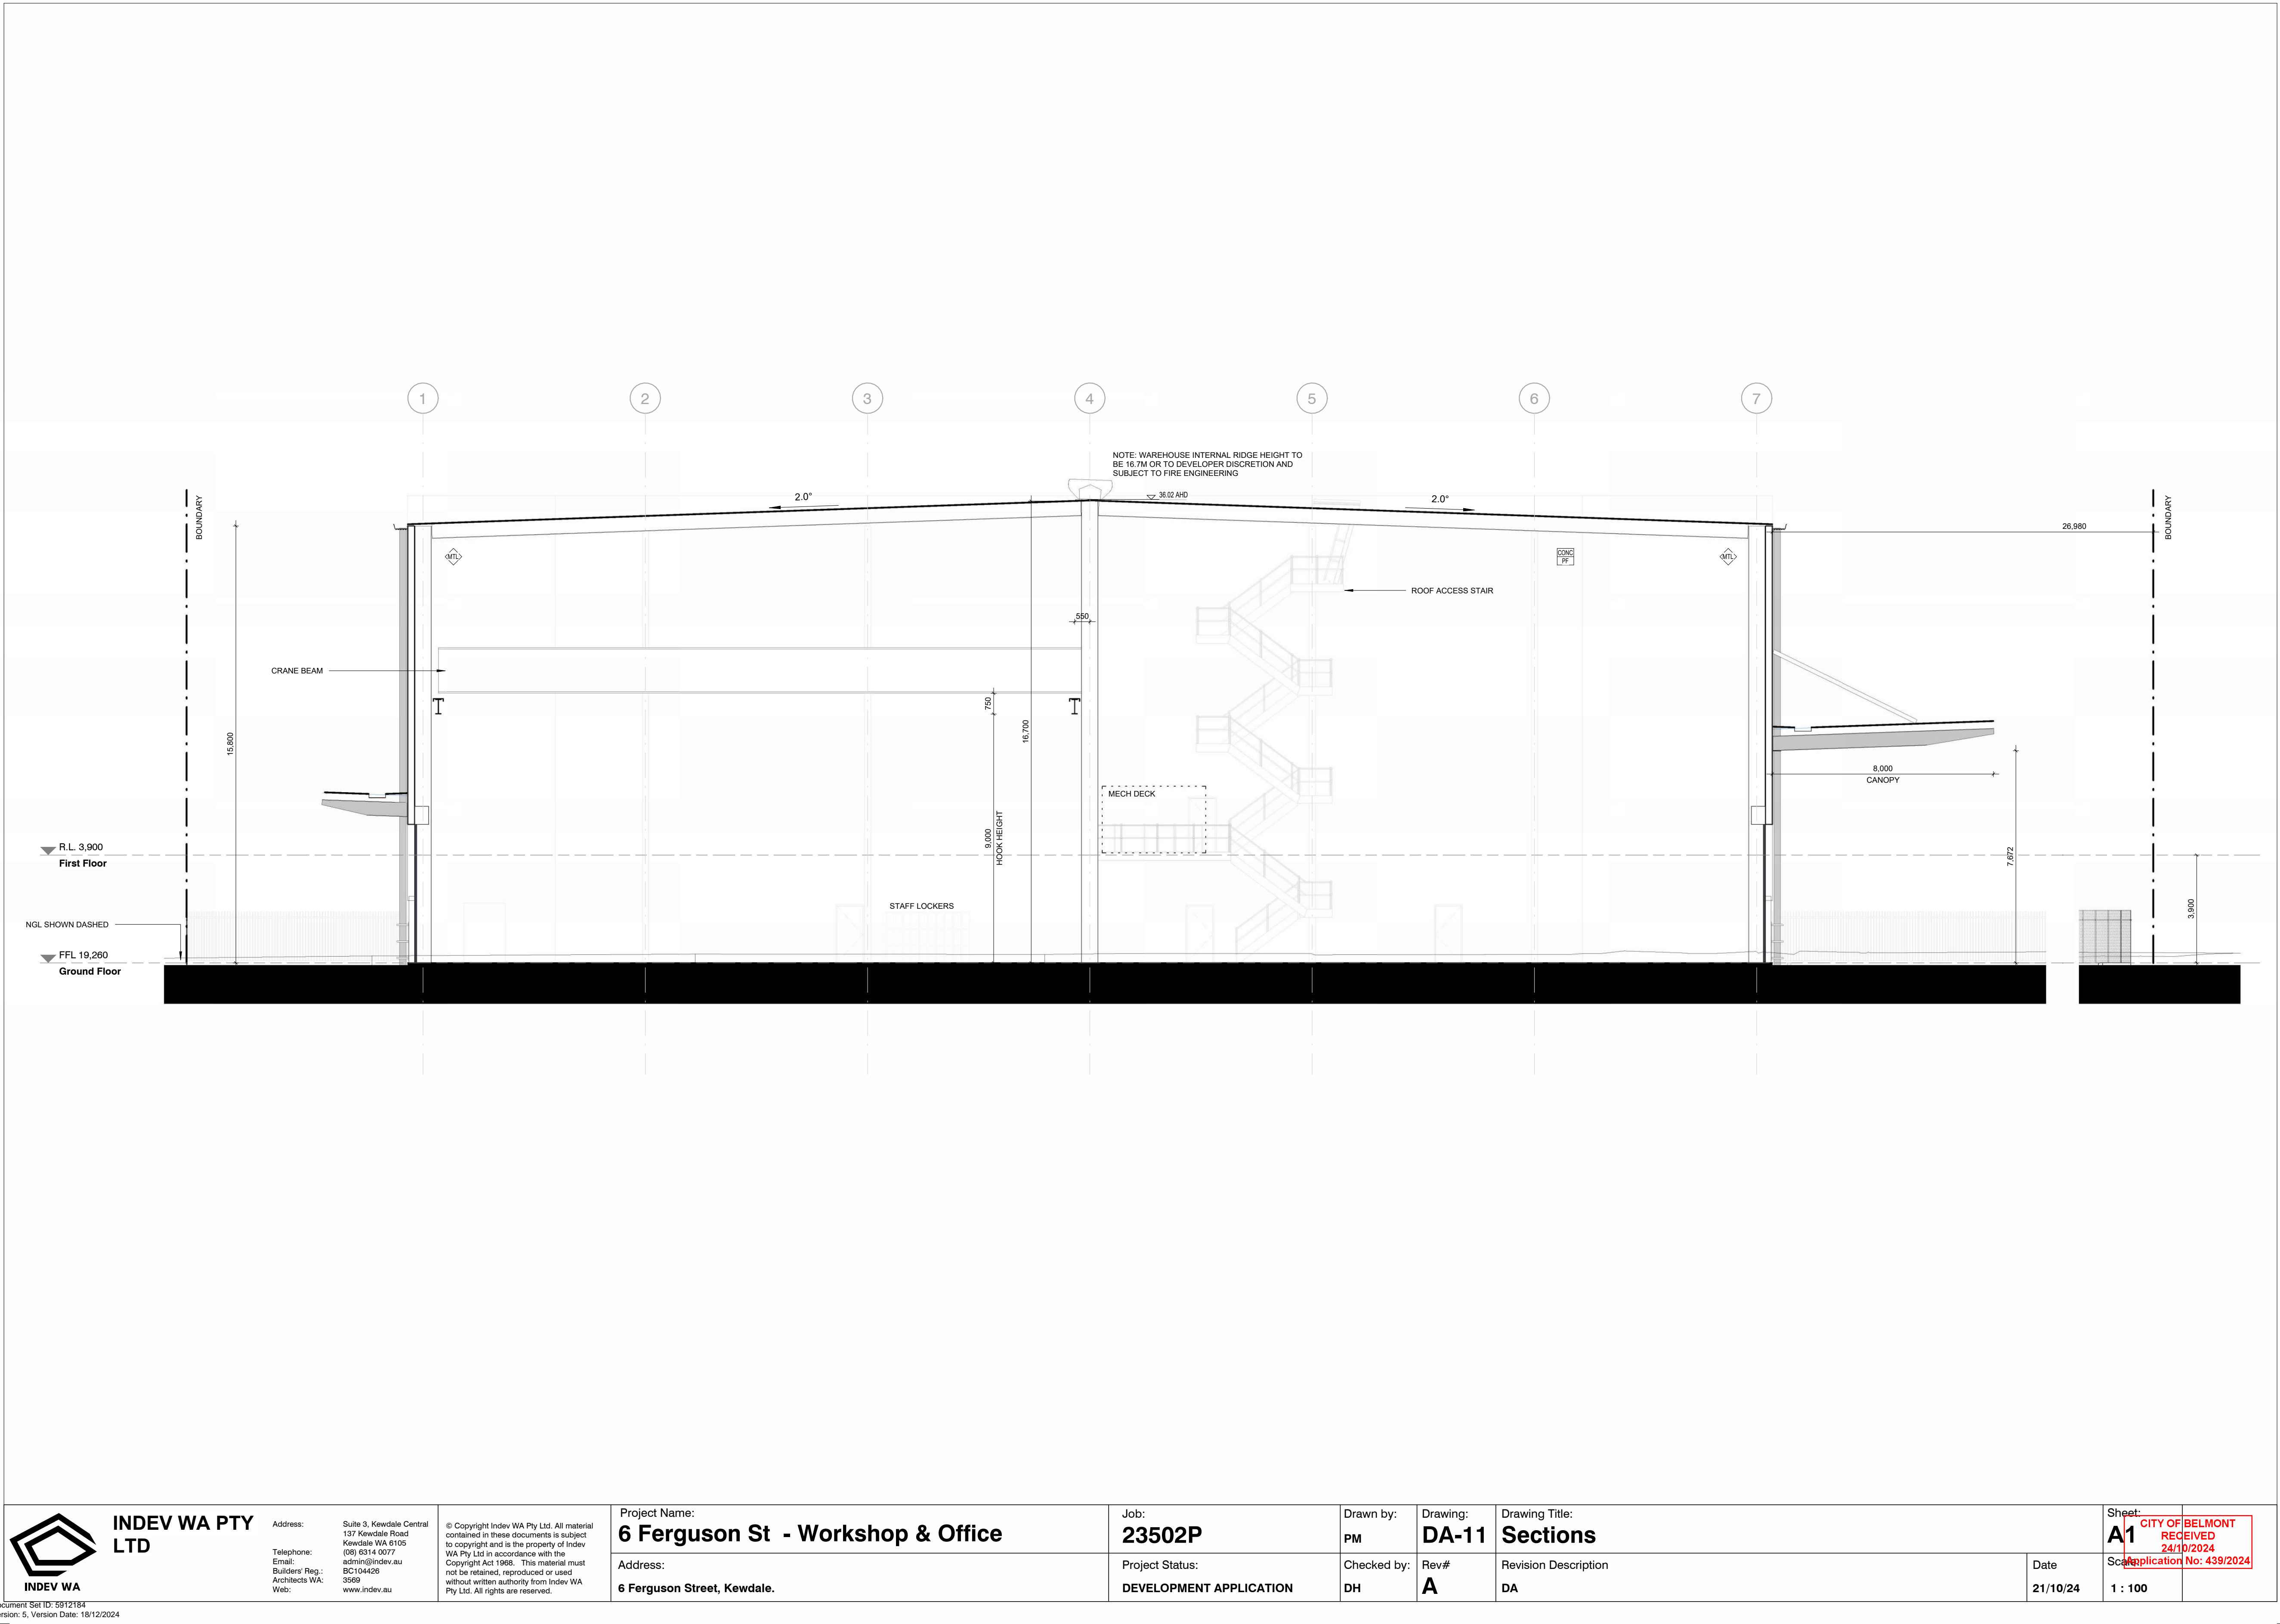 1
2
3
4
5
6
7
NOTE: WAREHOUSE INTERNAL RIDGE HEIGHT TO
BE 16.7M OR TO DEVELOPER DISCRETION AND
SUBJECT TO FIRE ENGINEERING
BOUNDARY
2.0°
36.02 AHD
2.0°
BOUNDARY
26,980
MTL
CONC
PF
MTL
ROOF ACCESS STAIR
550
CRANE BEAM
750
16,700
15,800
8,000
CANOPY
MECH DECK
9,000
HOOK HEIGHT
R.L. 3,900
First Floor
7,672
STAFF LOCKERS
3,900
NGL SHOWN DASHED
FFL 19,260
Ground Floor
INDEV WA
INDEV WA PTY
LTD
Address: Suite 3, Kewdale Central
137 Kewdale Road
Kewdale WA 6105
Telephone: (08) 6314 0077
Email: admin@indev.au
Builders' Reg.: BC104426
Architects WA: 3569
Web: www.indev.au
© Copyright Indev WA Pty Ltd. All material
contained in these documents is subject
to copyright and is the property of Indev
WA Pty Ltd in accordance with the
Copyright Act 1968. This material must
not be retained, reproduced or used
without written authority from Indev WA
Pty Ltd. All rights are reserved.
Project Name:
6 Ferguson St - Workshop & Office
Address:
6 Ferguson Street, Kewdale.
Job:
23502P
Project Status:
DEVELOPMENT APPLICATION
Drawn by:
PM
Checked by:
DH
Drawing:
DA-11
Rev#
A
Drawing Title:
Sections
Revision Description
DA
Date
21/10/24
Sheet:
A1
Scale:
1 : 100
CITY OF BELMONT
RECEIVED
24/10/2024
Application No: 439/2024
ocument Set ID: 5912184
ersion: 5, Version Date: 18/12/2024